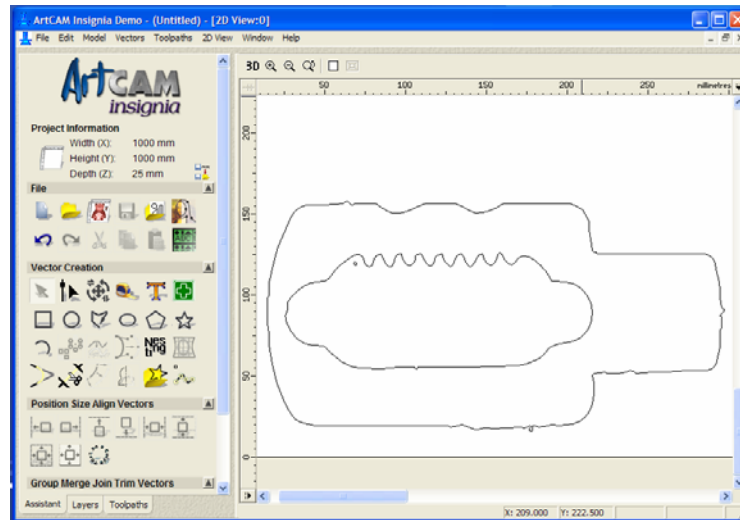 ArtCAM Insignia Demo - (Untitled) - [2D View:0]
File Edit Model Vectors Toolpaths 2D View Window Help
ArtCAM
insignia
3D
50 100 150 200 250 millimetres
Project Information
Width (X): 1000 mm
Height (Y): 1000 mm
Depth (Z): 25 mm
File
Vector Creation
Position Size Align Vectors
Group Merge Join Trim Vectors
Assistant Layers Toolpaths
200
150
100
50
0
X: 209.000 Y: 222.500